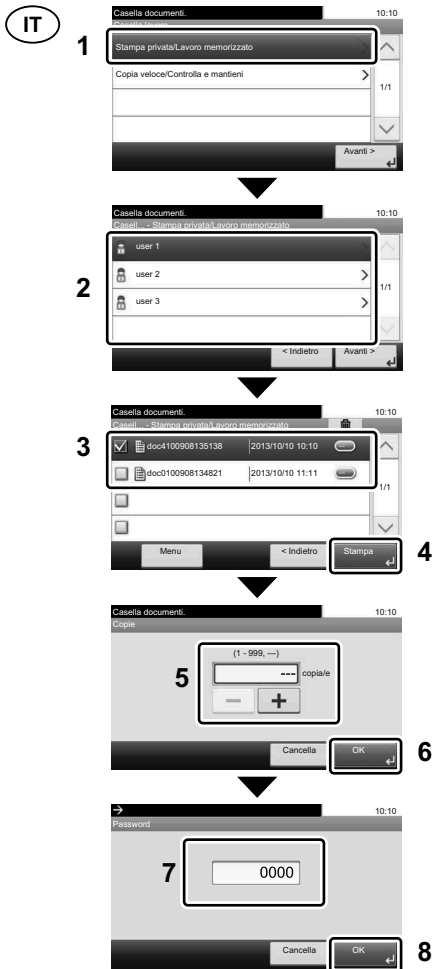 IT
Casella documenti. 10:10
Casella lavoro
1 Stampa privata/Lavoro memorizzato
Copia veloce/Controlla e mantieni
1/1
Avanti >
Casella documenti. 10:10
Casell... - Stampa privata/Lavoro memorizzato
user 1
2 user 2
1/1
user 3
< Indietro Avanti >
Casella documenti. 10:10
Casell... - Stampa privata/Lavoro memorizzato
3 doc4100908135138 2013/10/10 10:10
doc0100908134821 2013/10/10 11:11
1/1
Menu < Indietro Stampa 4
Casella documenti. 10:10
Copie
(1 - 999, ---)
5 --- copia/e
Cancella OK 6
10:10
Password
7 0000
Cancella OK 8